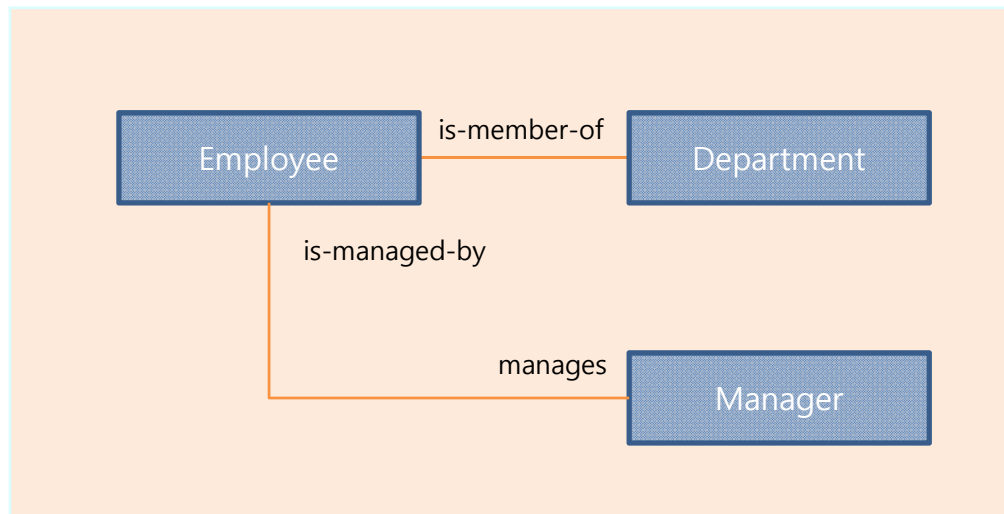 is-member-of
Employee
Department
is-managed-by
manages
Manager